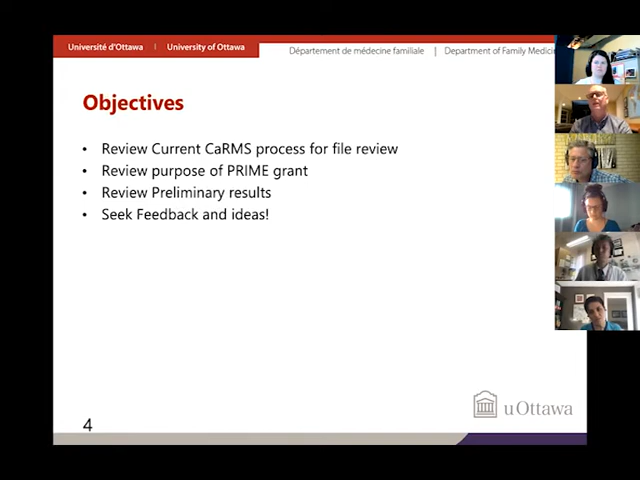 Université d'Ottawa | University of Ottawa
Département de médecine familiale | Department of Family Medicin
Objectives
• Review Current CaRMS process for file review
• Review purpose of PRIME grant
• Review Preliminary results
• Seek Feedback and ideas!
uOttawa
4